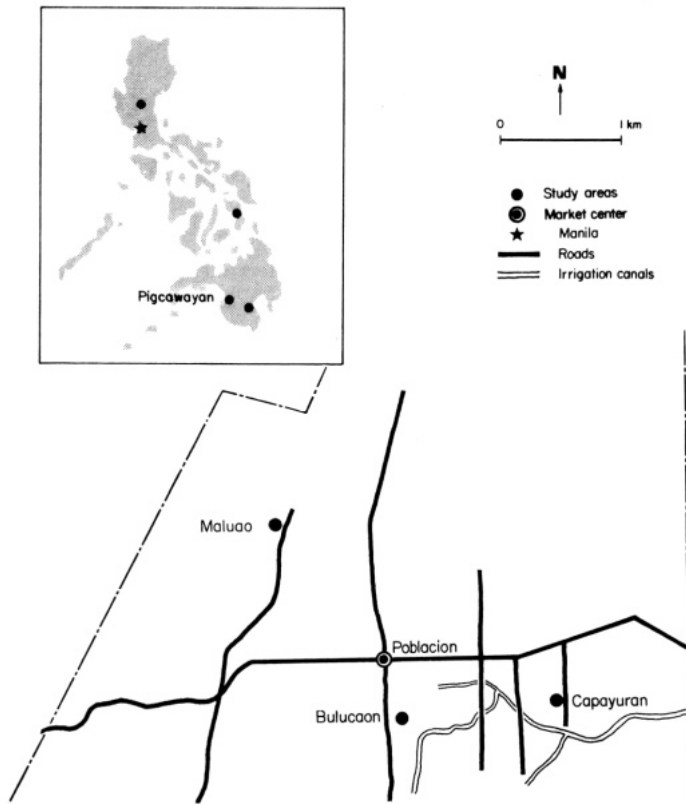 N
0 1 km
Study areas
Market center
Manila
Roads
Irrigation canals
Pigcawayan
Maluao
Poblacion
Bulucaon
Capayuran